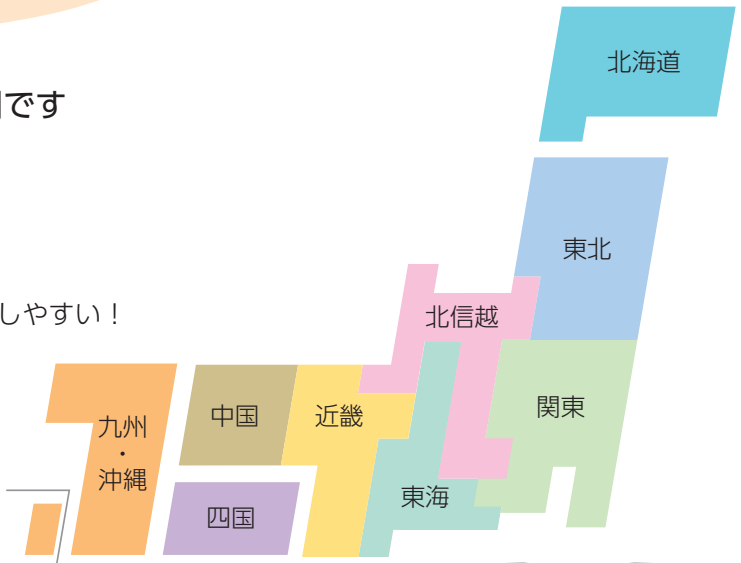 北海道
です
東北
しやすい！
北信越
関東
中国
近畿
九州
・
沖縄
東海
四国